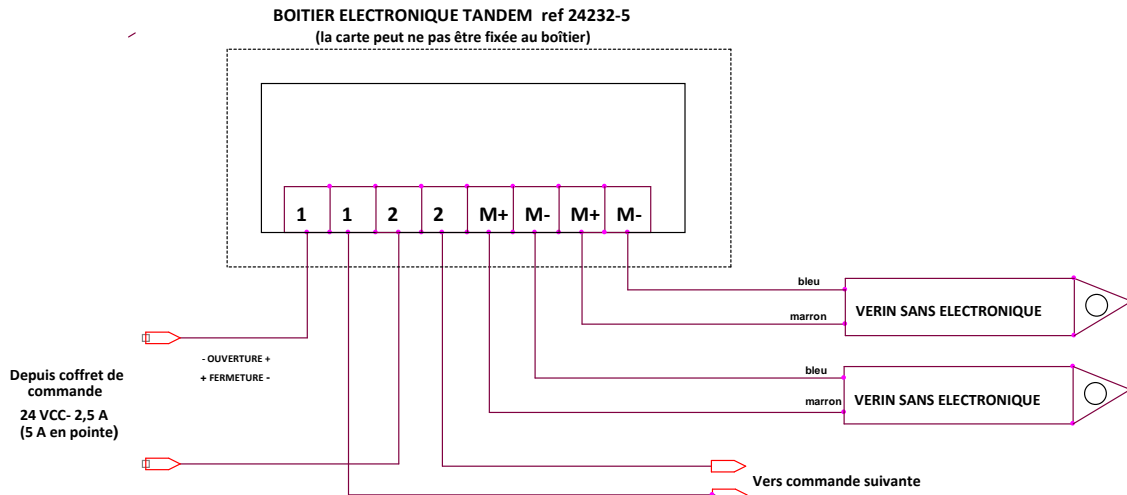 BOITIER ELECTRONIQUE TANDEM ref 24232-5
(la carte peut ne pas être fixée au boîtier)
1 1 2 2 M+ M- M+ M-
bleu
marron
VERIN SANS ELECTRONIQUE
- OUVERTURE +
+ FERMETURE -
bleu
marron
VERIN SANS ELECTRONIQUE
Depuis coffret de
commande
24 VCC- 2,5 A
(5 A en pointe)
Vers commande suivante